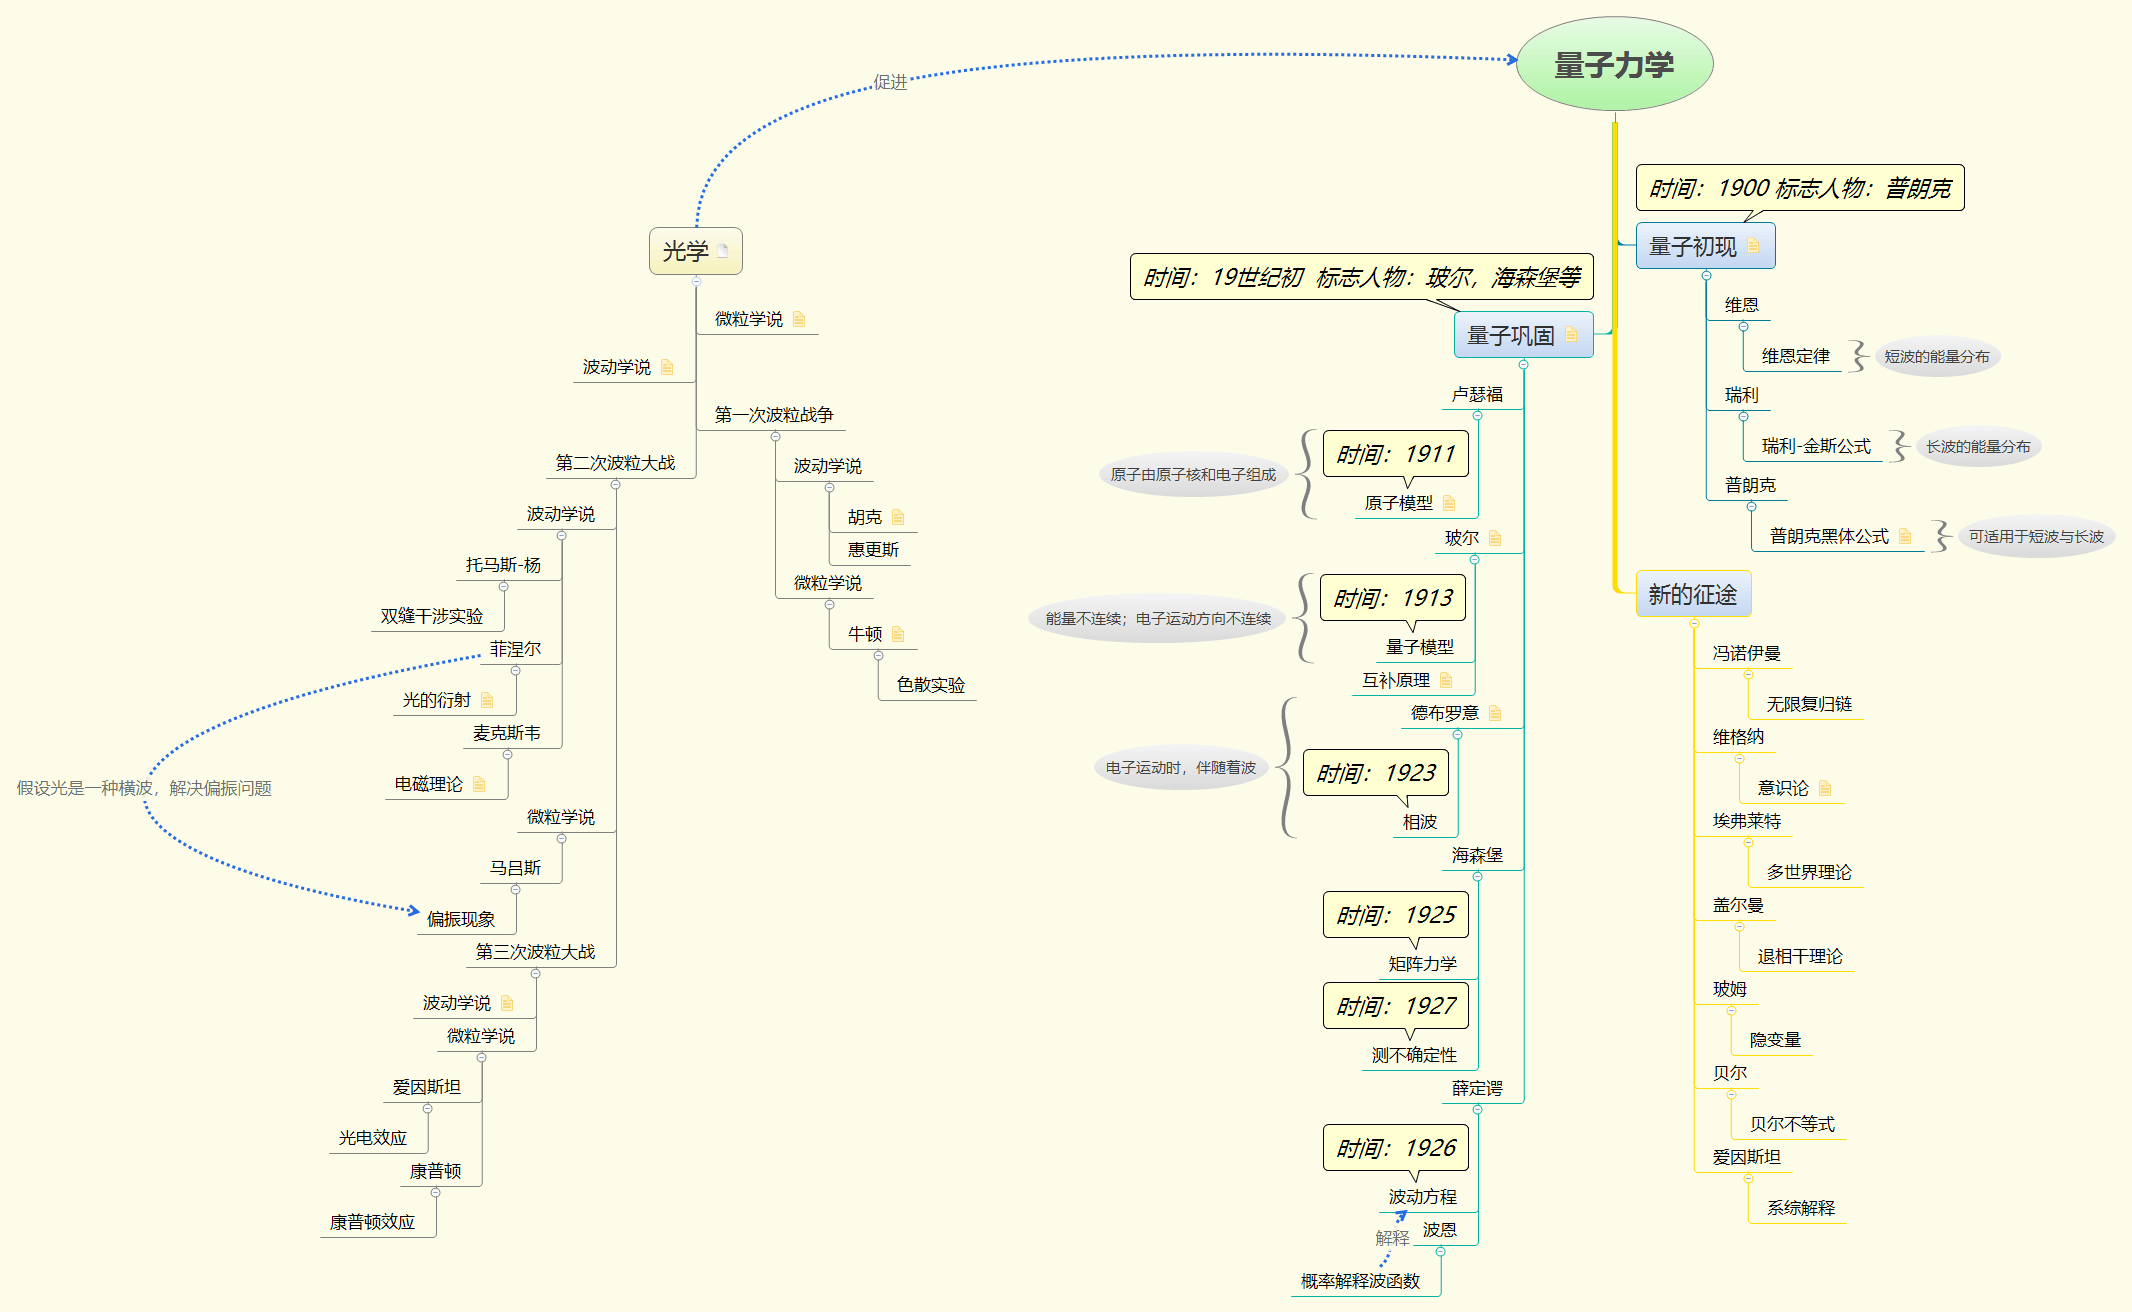 量子力学
促进
光学
微粒学说
波动学说
第一次波粒战争
波动学说
胡克
惠更斯
微粒学说
牛顿
色散实验
第二次波粒大战
波动学说
托马斯-杨
双缝干涉实验
菲涅尔
光的衍射
麦克斯韦
电磁理论
假设光是一种横波，解决偏振问题
微粒学说
马吕斯
偏振现象
第三次波粒大战
波动学说
微粒学说
爱因斯坦
光电效应
康普顿
康普顿效应
时间：19世纪初 标志人物：玻尔，海森堡等
量子巩固
卢瑟福
时间：1911
原子模型
原子由原子核和电子组成
玻尔
时间：1913
量子模型
能量不连续；电子运动方向不连续
互补原理
德布罗意
时间：1923
相波
电子运动时，伴随着波
海森堡
时间：1925
矩阵力学
时间：1927
测不确定性
薛定谔
时间：1926
波动方程
波恩
解释
概率解释波函数
时间：1900 标志人物：普朗克
量子初现
维恩
维恩定律
短波的能量分布
瑞利
瑞利-金斯公式
长波的能量分布
普朗克
普朗克黑体公式
可适用于短波与长波
新的征途
冯诺伊曼
无限复归链
维格纳
意识论
埃弗莱特
多世界理论
盖尔曼
退相干理论
玻姆
隐变量
贝尔
贝尔不等式
爱因斯坦
系综解释